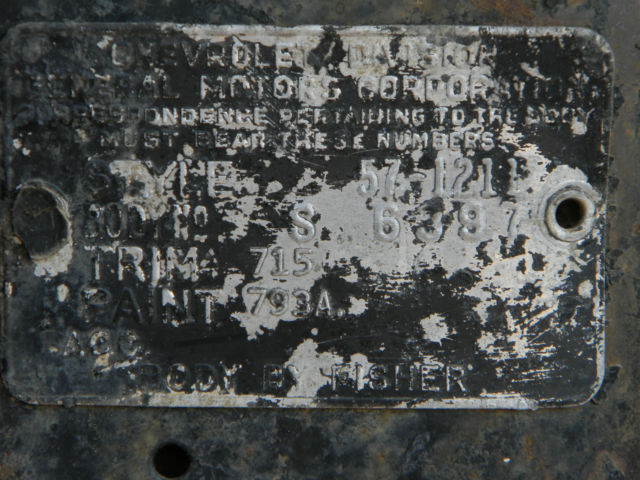 CHEVROLET DIVISION
GENERAL MOTORS CORPORATION
CORRESPONDENCE PERTAINING TO THE BODY
MUST BEAR THESE NUMBERS
STYLE 57-1211
BODY NO. S 6397
TRIM 715
PAINT 793A
ACC.
BODY BY FISHER